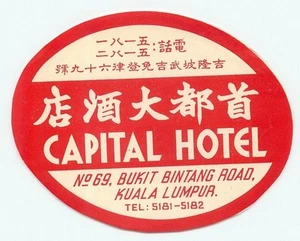 電話:五一八一
五一八二
吉隆坡武吉免登律六十九號
首都大酒店
CAPITAL HOTEL
No 69, BUKIT BINTANG ROAD,
KUALA LUMPUR.
TEL: 5181-5182